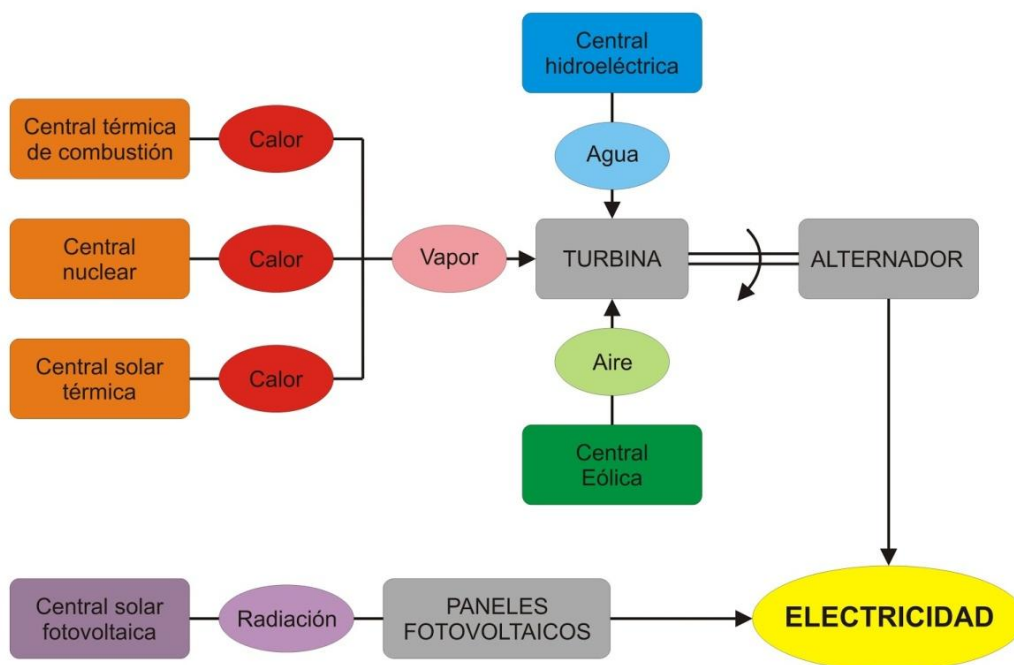 Central
hidroeléctrica
Central térmica
de combustión
Calor
Agua
Central
nuclear
Calor
Vapor
TURBINA
ALTERNADOR
Central solar
térmica
Calor
Aire
Central
Eólica
Central solar
fotovoltaica
Radiación
PANELES
FOTOVOLTAICOS
ELECTRICIDAD